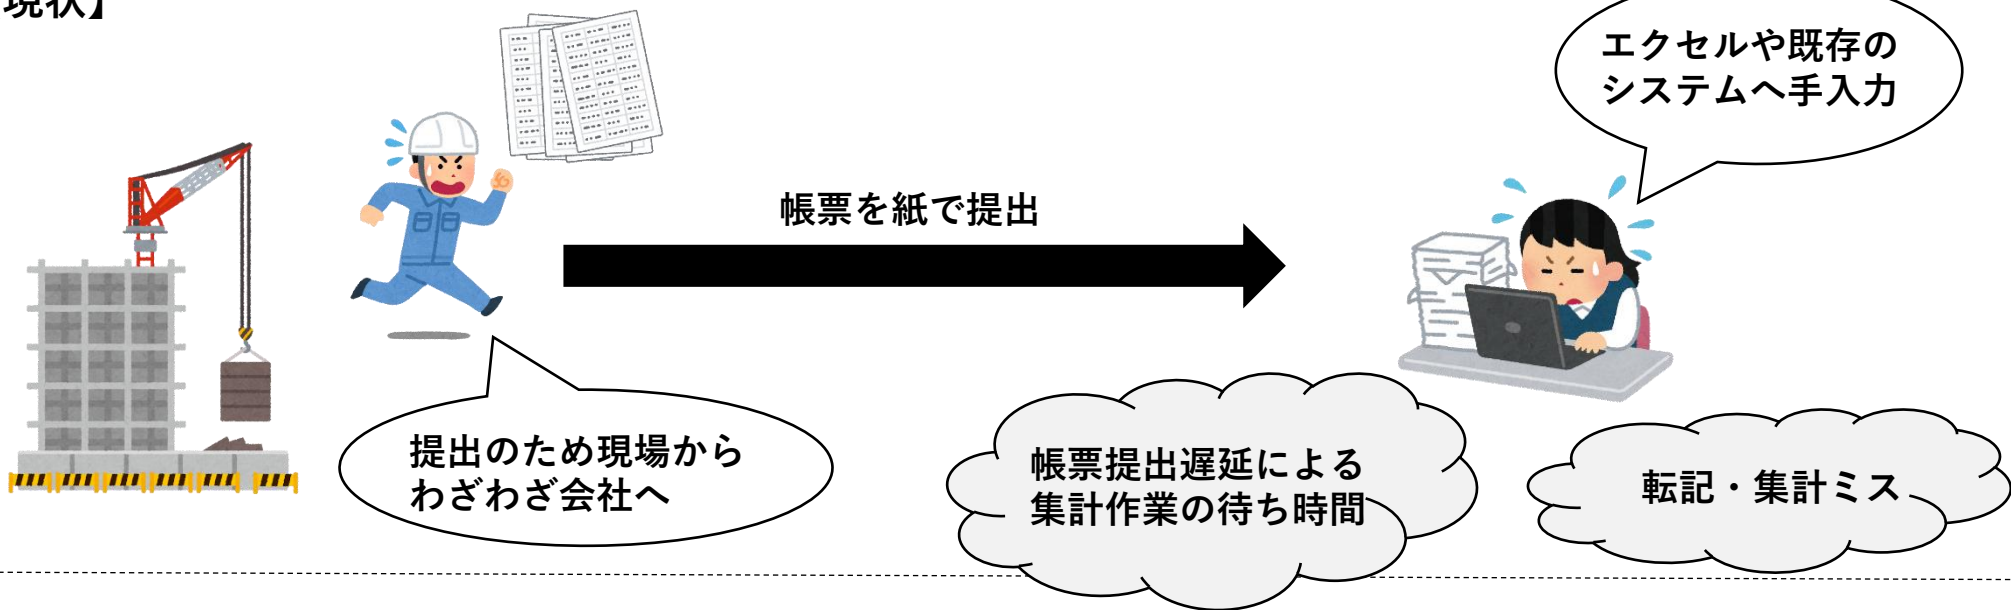 現状】
エクセルや既存の
システムへ手入力
帳票を紙で提出
提出のため現場から
わざわざ会社へ
帳票提出遅延による
集計作業の待ち時間
転記・集計ミス